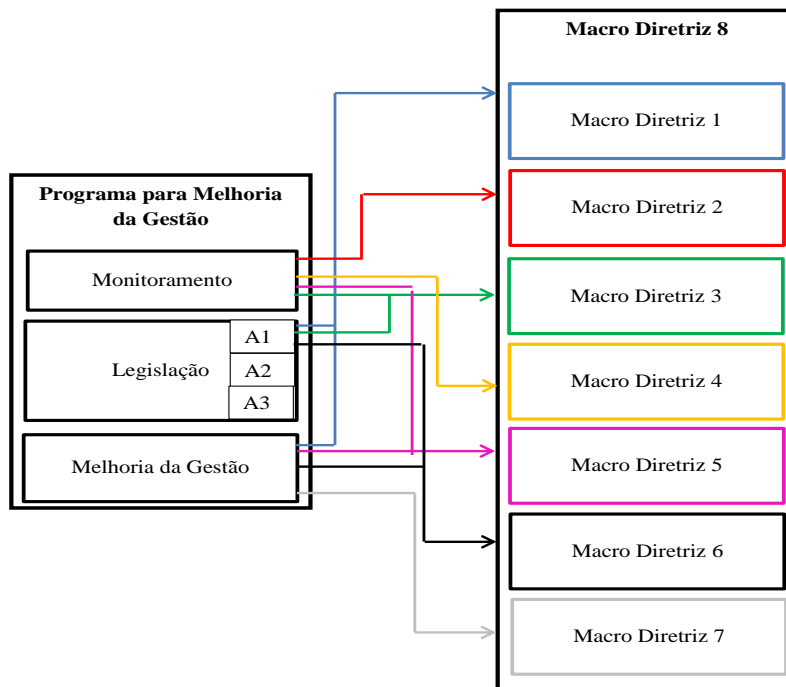 Macro Diretriz 8
Macro Diretriz 1
Macro Diretriz 2
Macro Diretriz 3
Macro Diretriz 4
Macro Diretriz 5
Macro Diretriz 6
Macro Diretriz 7
Programa para Melhoria
da Gestão
Monitoramento
Legislação
A1
A2
A3
Melhoria da Gestão